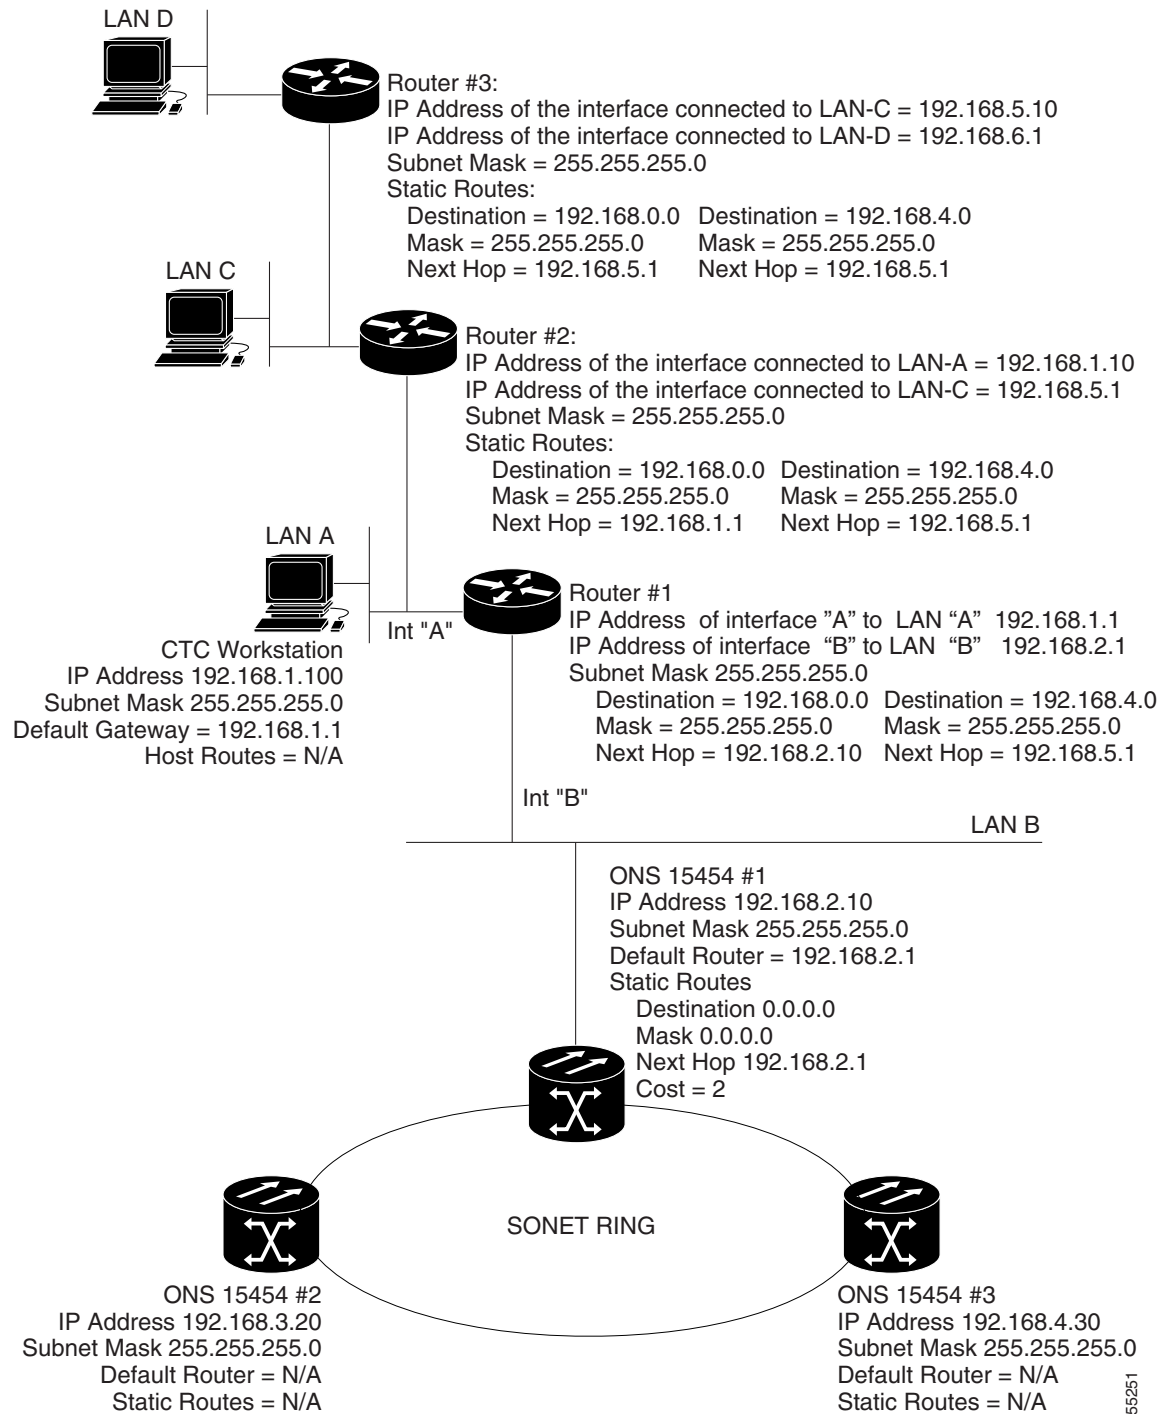 LAN D
Router #3:
IP Address of the interface connected to LAN-C = 192.168.5.10
IP Address of the interface connected to LAN-D = 192.168.6.1
Subnet Mask = 255.255.255.0
Static Routes:
Destination = 192.168.0.0 Destination = 192.168.4.0
Mask = 255.255.255.0 Mask = 255.255.255.0
Next Hop = 192.168.5.1 Next Hop = 192.168.5.1
LAN C
Router #2:
IP Address of the interface connected to LAN-A = 192.168.1.10
IP Address of the interface connected to LAN-C = 192.168.5.1
Subnet Mask = 255.255.255.0
Static Routes:
Destination = 192.168.0.0 Destination = 192.168.4.0
Mask = 255.255.255.0 Mask = 255.255.255.0
Next Hop = 192.168.1.1 Next Hop = 192.168.5.1
LAN A
Int "A"
CTC Workstation
IP Address 192.168.1.100
Subnet Mask 255.255.255.0
Default Gateway = 192.168.1.1
Host Routes = N/A
Router #1
IP Address of interface ”A” to LAN “A” 192.168.1.1
IP Address of interface “B” to LAN “B” 192.168.2.1
Subnet Mask 255.255.255.0
Destination = 192.168.0.0 Destination = 192.168.4.0
Mask = 255.255.255.0 Mask = 255.255.255.0
Next Hop = 192.168.2.10 Next Hop = 192.168.5.1
Int "B"
LAN B
ONS 15454 #1
IP Address 192.168.2.10
Subnet Mask 255.255.255.0
Default Router = 192.168.2.1
Static Routes
Destination 0.0.0.0
Mask 0.0.0.0
Next Hop 192.168.2.1
Cost = 2
SONET RING
ONS 15454 #2
IP Address 192.168.3.20
Subnet Mask 255.255.255.0
Default Router = N/A
Static Routes = N/A
ONS 15454 #3
IP Address 192.168.4.30
Subnet Mask 255.255.255.0
Default Router = N/A
Static Routes = N/A
55251